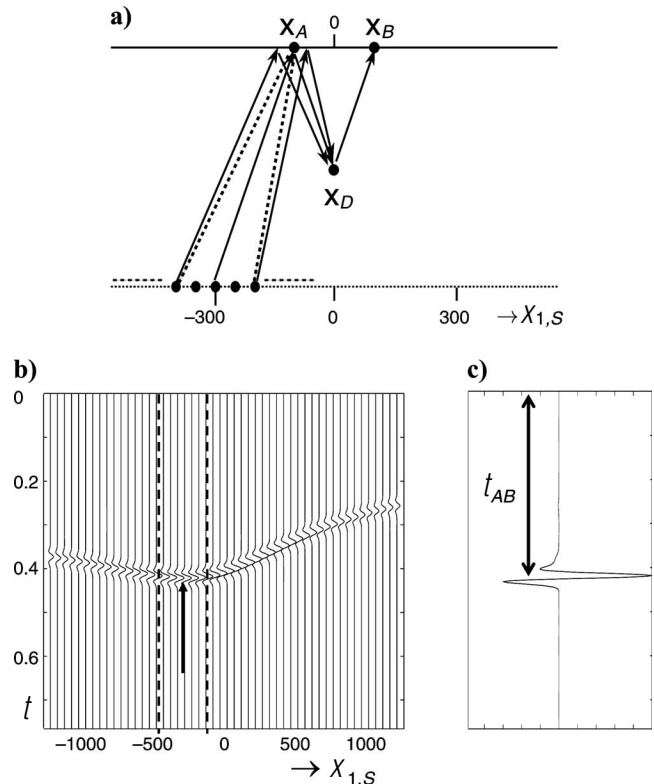 a)
0
X_A X_B
X_D
−300 0 300 → X_{1,S}
b)
0
0.2
0.4
0.6
t
−1000 −500 0 500 1000
→ X_{1,S}
c)
t_{AB}